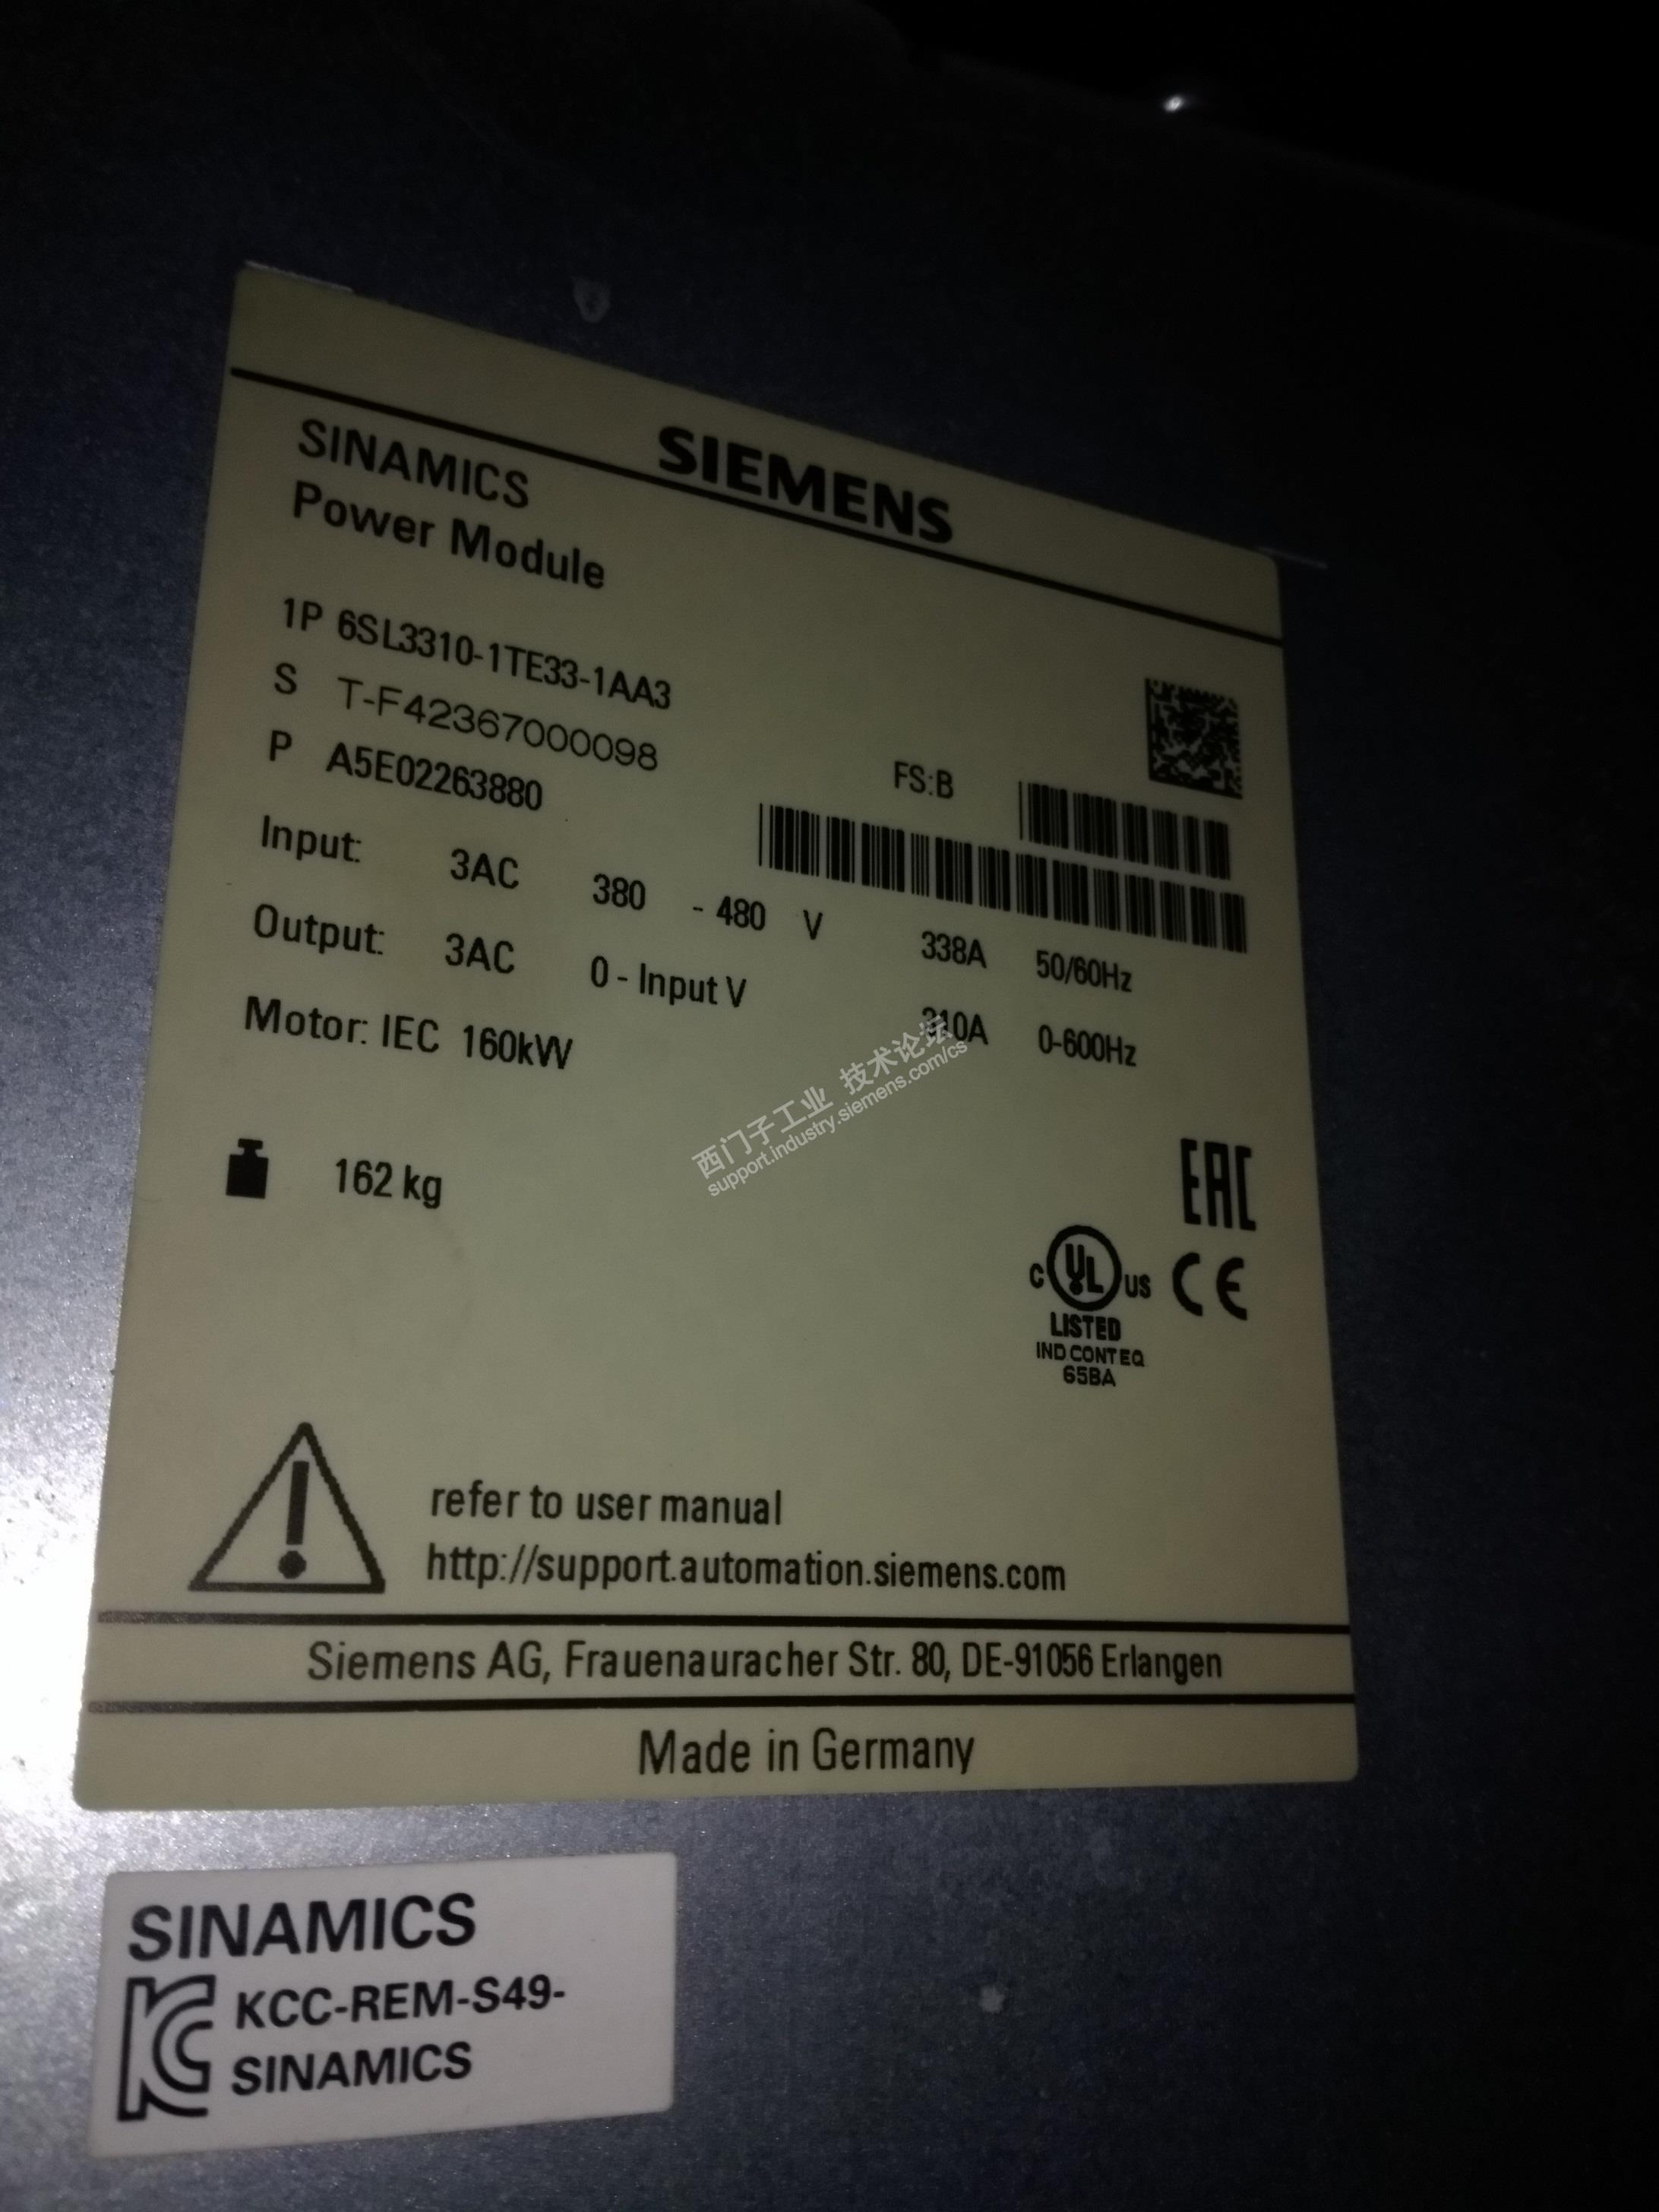 SIEMENS
SINAMICS
Power Module
1P 6SL3310-1TE33-1AA3
S T-F42367000098
P A5E02263880
FS:B
Input: 3AC 380 - 480 V 338A 50/60Hz
Output: 3AC 0 - Input V 310A 0-600Hz
Motor: IEC 160kW
西门子工业 技术论坛
support.industry.siemens.com/cs
162 kg
EAC
C UL US CE
LISTED
IND CONT EQ
65BA
refer to user manual
http://support.automation.siemens.com
Siemens AG, Frauenauracher Str. 80, DE-91056 Erlangen
Made in Germany
SINAMICS
KCC-REM-S49-
SINAMICS